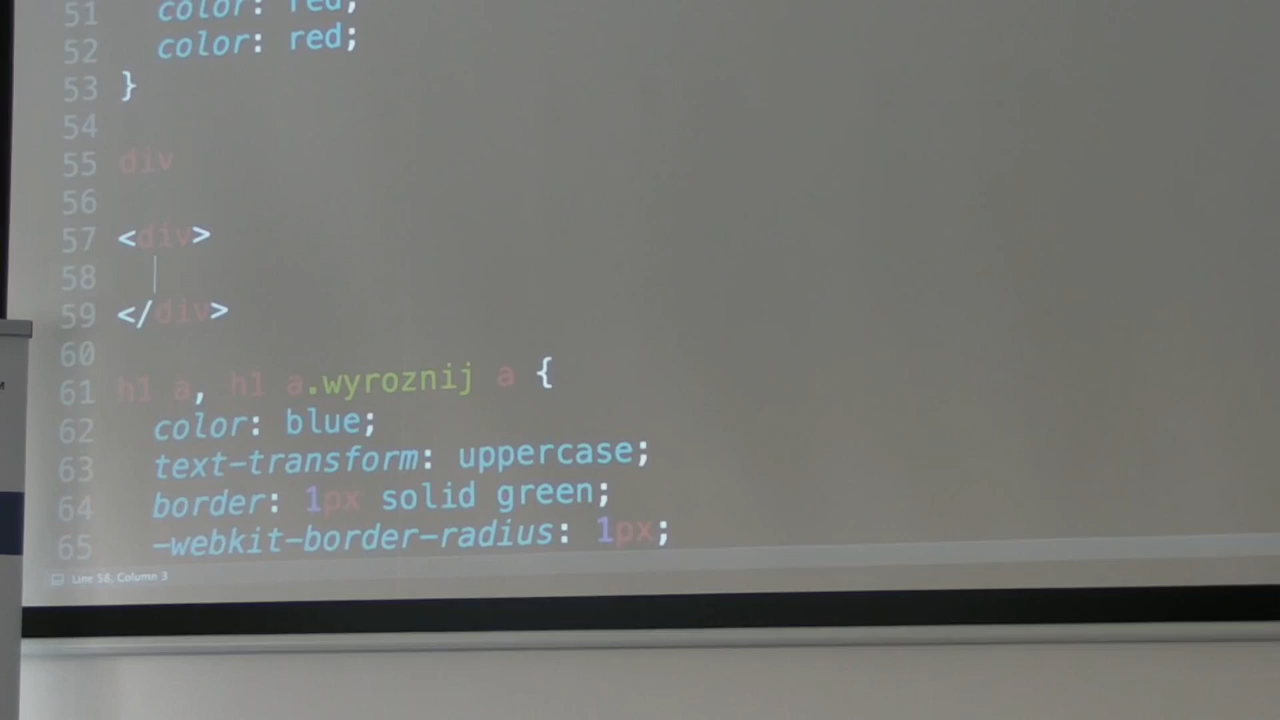 51 color: red;
52 color: red;
53 }
54
55 div
56
57 <div>
58
59 </div>
60
61 h1 a, h1 a.wyroznij a {
62 color: blue;
63 text-transform: uppercase;
64 border: 1px solid green;
65 -webkit-border-radius: 1px;
Line 58, Column 3